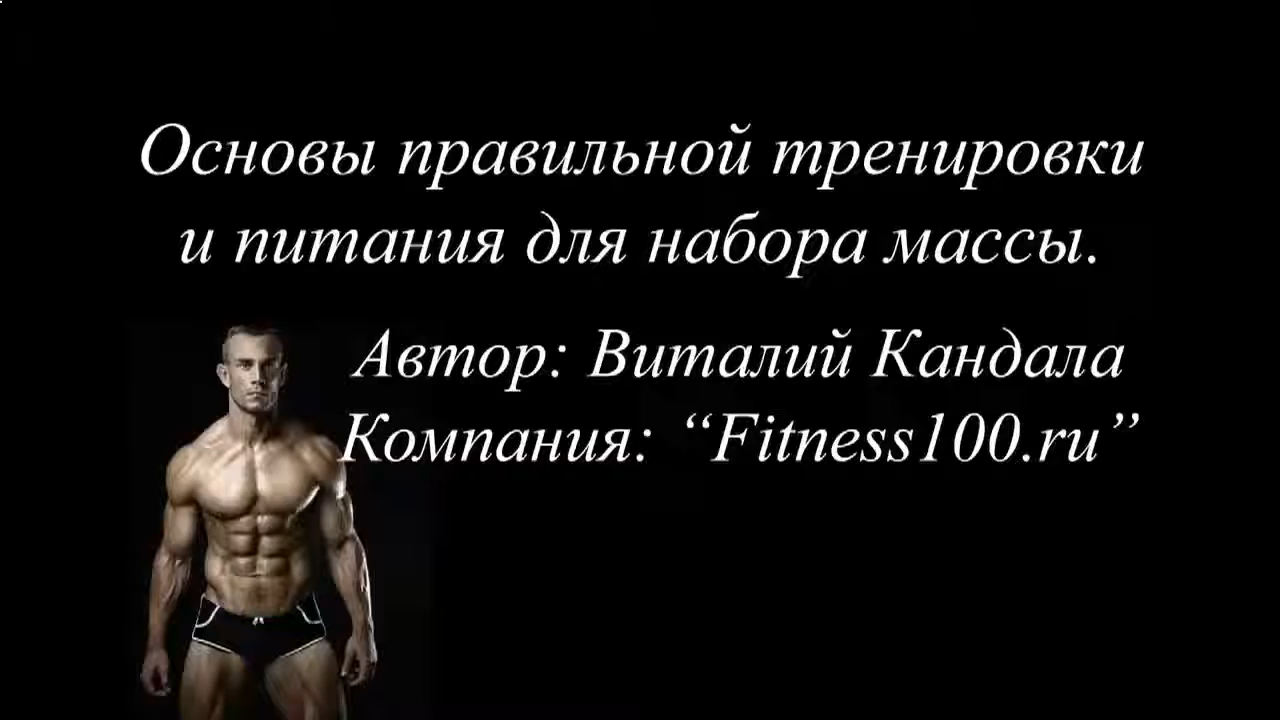 Основы правильной тренировки
и питания для набора массы.
Автор: Виталий Кандала
Компания: “Fitness100.ru”